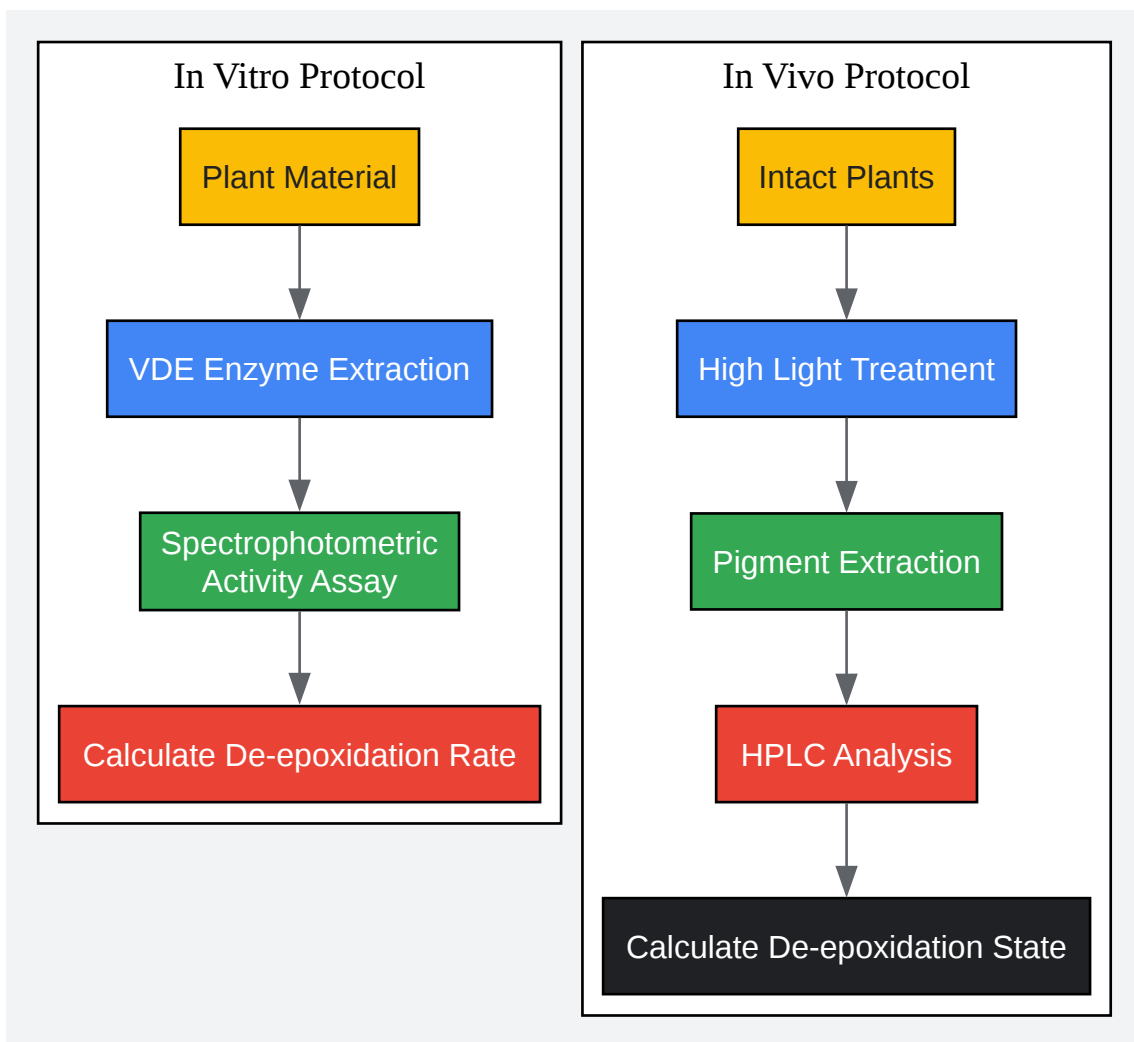 In Vitro Protocol
Plant Material
VDE Enzyme Extraction
Spectrophotometric
Activity Assay
Calculate De-epoxidation Rate
In Vivo Protocol
Intact Plants
High Light Treatment
Pigment Extraction
HPLC Analysis
Calculate De-epoxidation State